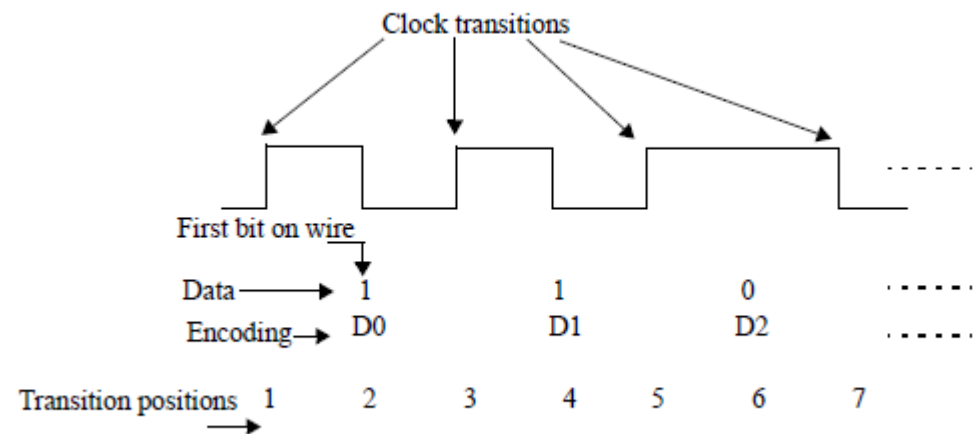 Clock transitions
First bit on wire
Data 1 1 0
Encoding D0 D1 D2
Transition positions 1 2 3 4 5 6 7